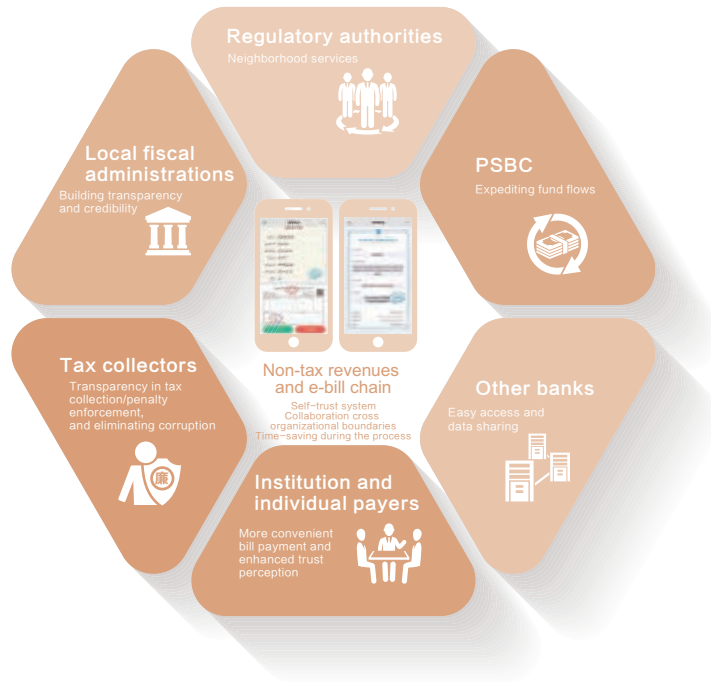 Regulatory authorities
Neighborhood services
PSBC
Expediting fund flows
Local fiscal
administrations
Building transparency
and credibility
Non-tax revenues
and e-bill chain
Self-trust system
Collaboration cross
organizational boundaries
Time-saving during the process
Tax collectors
Transparency in tax
collection/penalty
enforcement,
and eliminating corruption
廉
Other banks
Easy access and
data sharing
Institution and
individual payers
More convenient
bill payment and
enhanced trust
perception